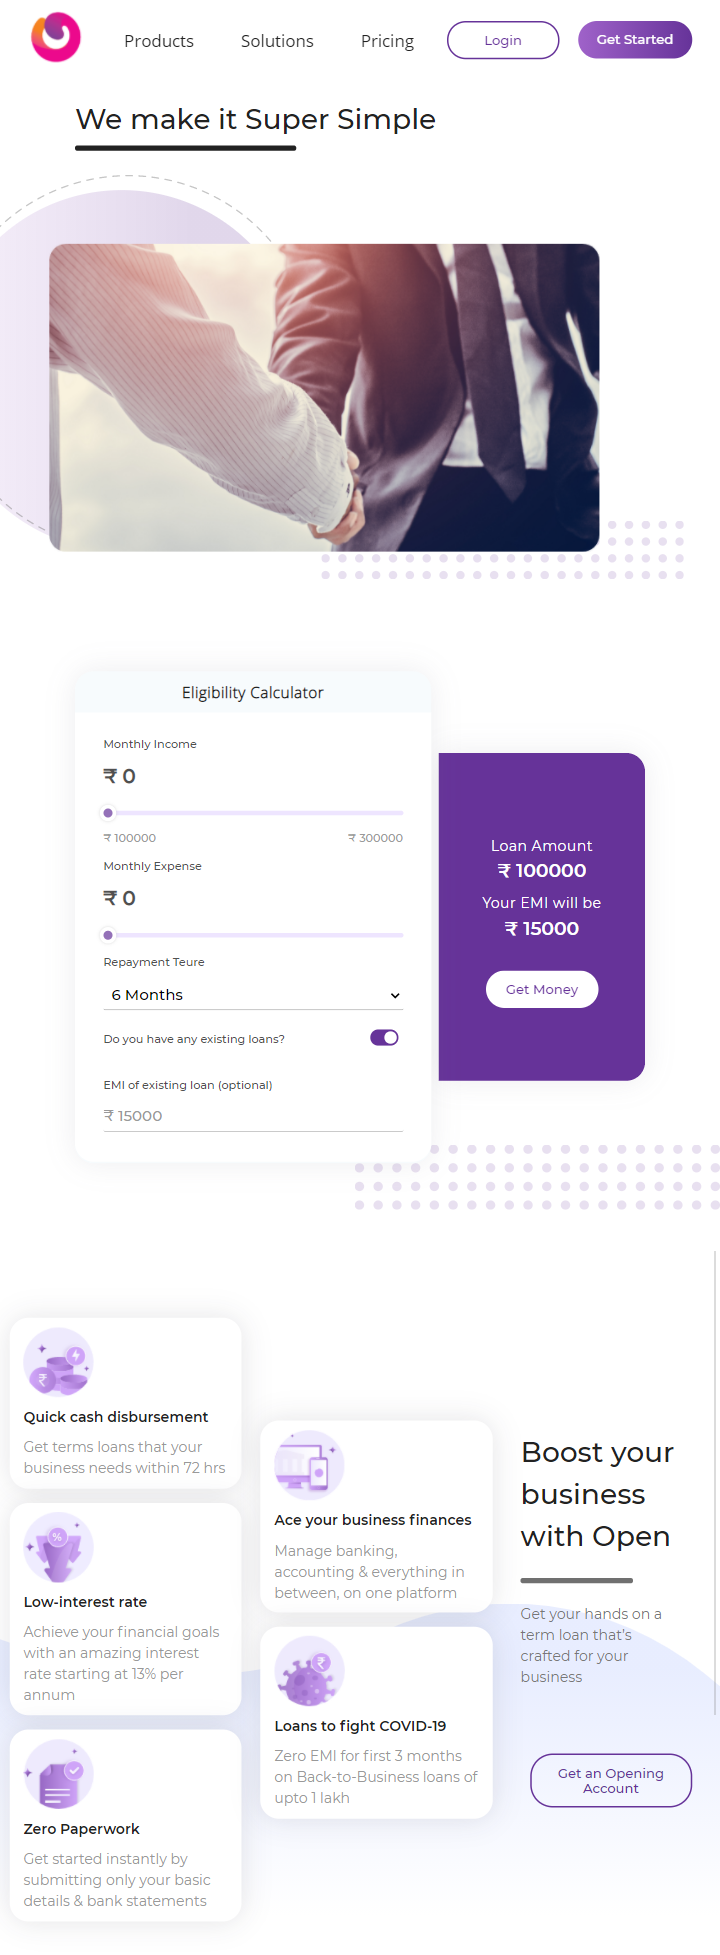 Products
Solutions
Pricing
Login
Get Started
We make it Super Simple
Eligibility Calculator
Monthly Income
₹ 0
₹ 100000
₹ 300000
Monthly Expense
₹ 0
Repayment Teure
6 Months
Do you have any existing loans?
EMI of existing loan (optional)
₹ 15000
Loan Amount
₹ 100000
Your EMI will be
₹ 15000
Get Money
Quick cash disbursement
Get terms loans that your
business needs within 72 hrs
Low-interest rate
Achieve your financial goals
with an amazing interest
rate starting at 13% per
annum
Zero Paperwork
Get started instantly by
submitting only your basic
details & bank statements
Ace your business finances
Manage banking,
accounting & everything in
between, on one platform
Loans to fight COVID-19
Zero EMI for first 3 months
on Back-to-Business loans of
upto 1 lakh
Boost your
business
with Open
Get your hands on a
term loan that's
crafted for your
business
Get an Opening
Account